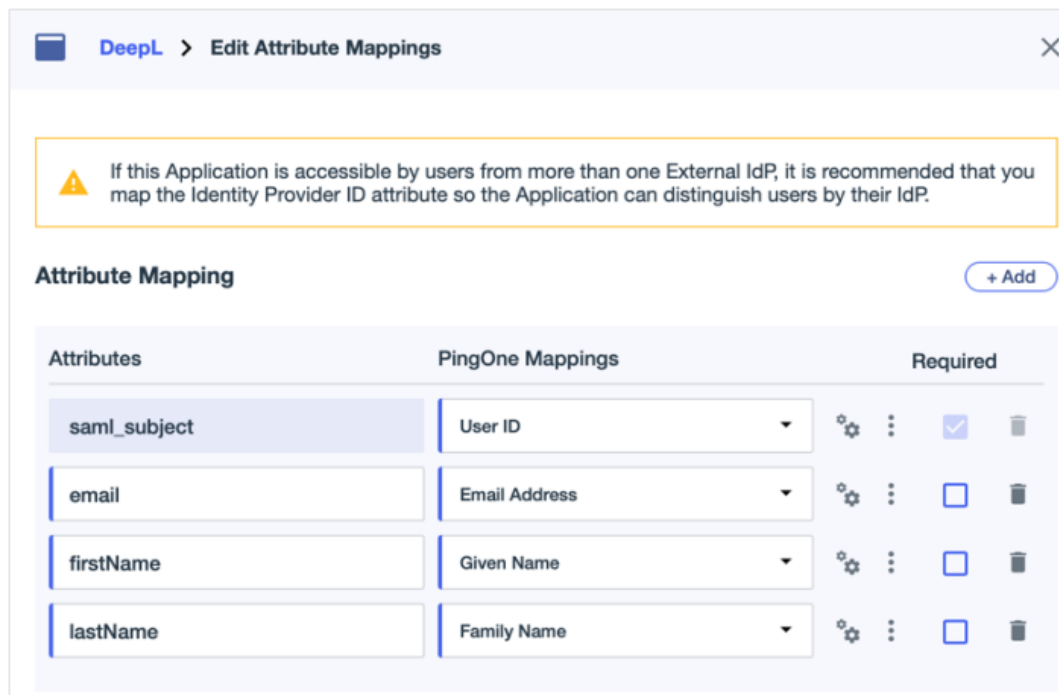 DeepL > Edit Attribute Mappings
If this Application is accessible by users from more than one External IdP, it is recommended that you
map the Identity Provider ID attribute so the Application can distinguish users by their IdP.
Attribute Mapping
+ Add
Attributes PingOne Mappings Required
saml_subject User ID
email Email Address
firstName Given Name
lastName Family Name